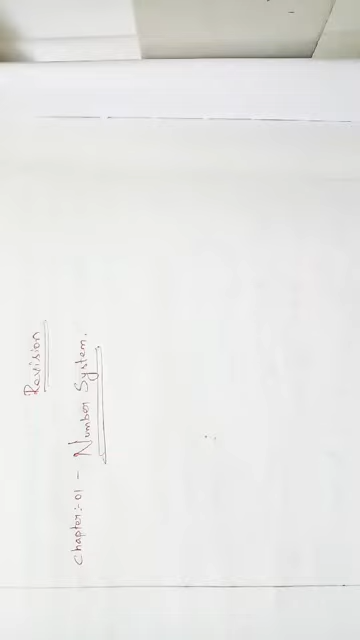 Revision
Chapter:- 01 - Number System.